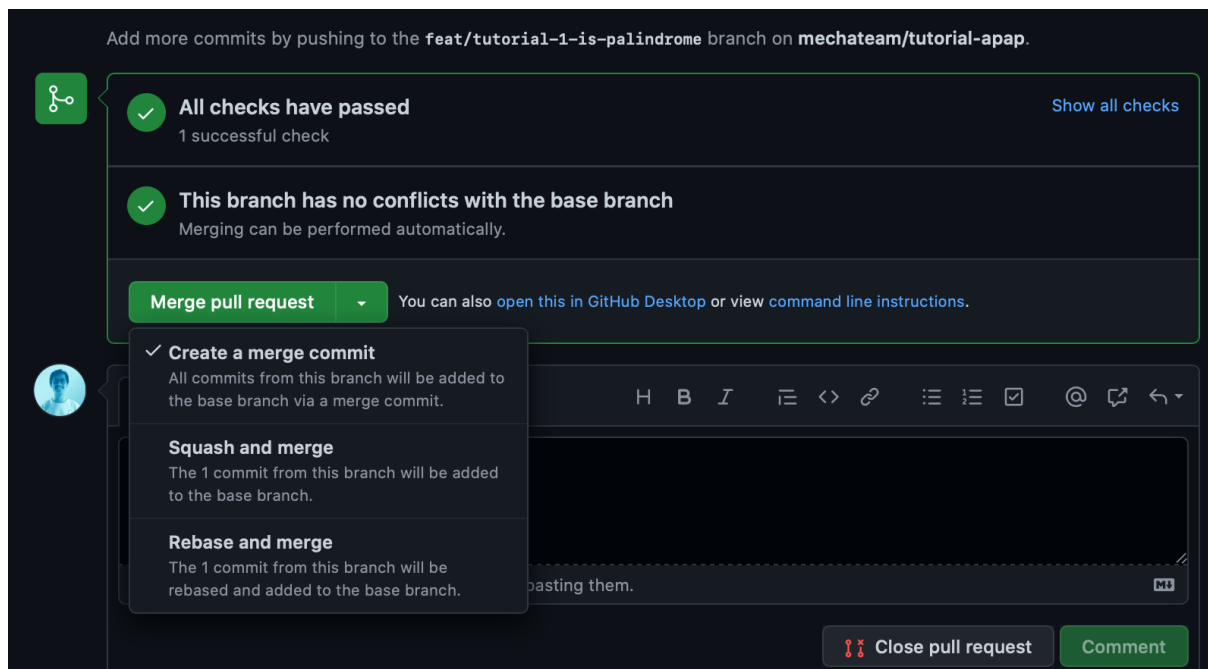 Add more commits by pushing to the feat/tutorial-1-is-palindrome branch on mechateam/tutorial-apap.
All checks have passed
Show all checks
1 successful check
This branch has no conflicts with the base branch
Merging can be performed automatically.
Merge pull request
You can also open this in GitHub Desktop or view command line instructions.
Create a merge commit
All commits from this branch will be added to
the base branch via a merge commit.
Squash and merge
The 1 commit from this branch will be added
to the base branch.
Rebase and merge
The 1 commit from this branch will be
rebased and added to the base branch.
pasting them.
Close pull request
Comment